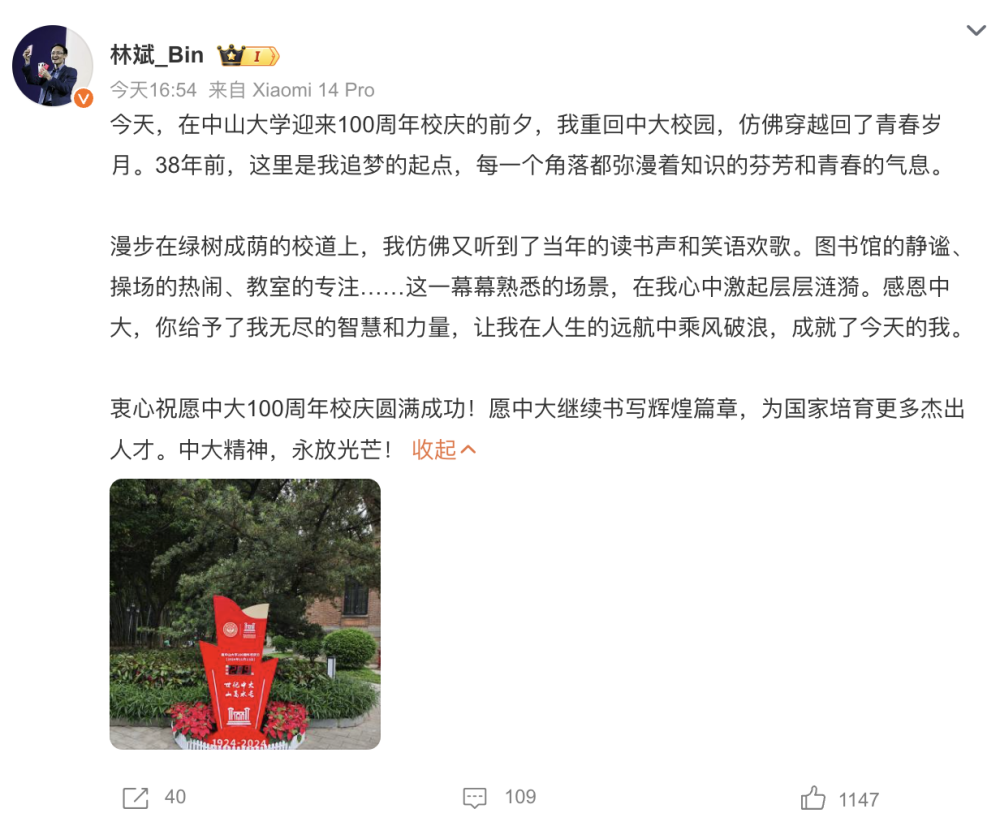 林斌_Bin
I
今天16:54 来自 Xiaomi 14 Pro
今天，在中山大学迎来100周年校庆的前夕，我重回中大校园，仿佛穿越回了青春岁
月。38年前，这里是我追梦的起点，每一个角落都弥漫着知识的芬芳和青春的气息。
漫步在绿树成荫的校道上，我仿佛又听到了当年的读书声和笑语欢歌。图书馆的静谧、
操场的热闹、教室的专注……这一幕幕熟悉的场景，在我心中激起层层涟漪。感恩中
大，你给予了我无尽的智慧和力量，让我在人生的远航中乘风破浪，成就了今天的我。
衷心祝愿中大100周年校庆圆满成功！愿中大继续书写辉煌篇章，为国家培育更多杰出
人才。中大精神，永放光芒！ 收起
世纪中大
山高水长
1924-2024
40
109
1147